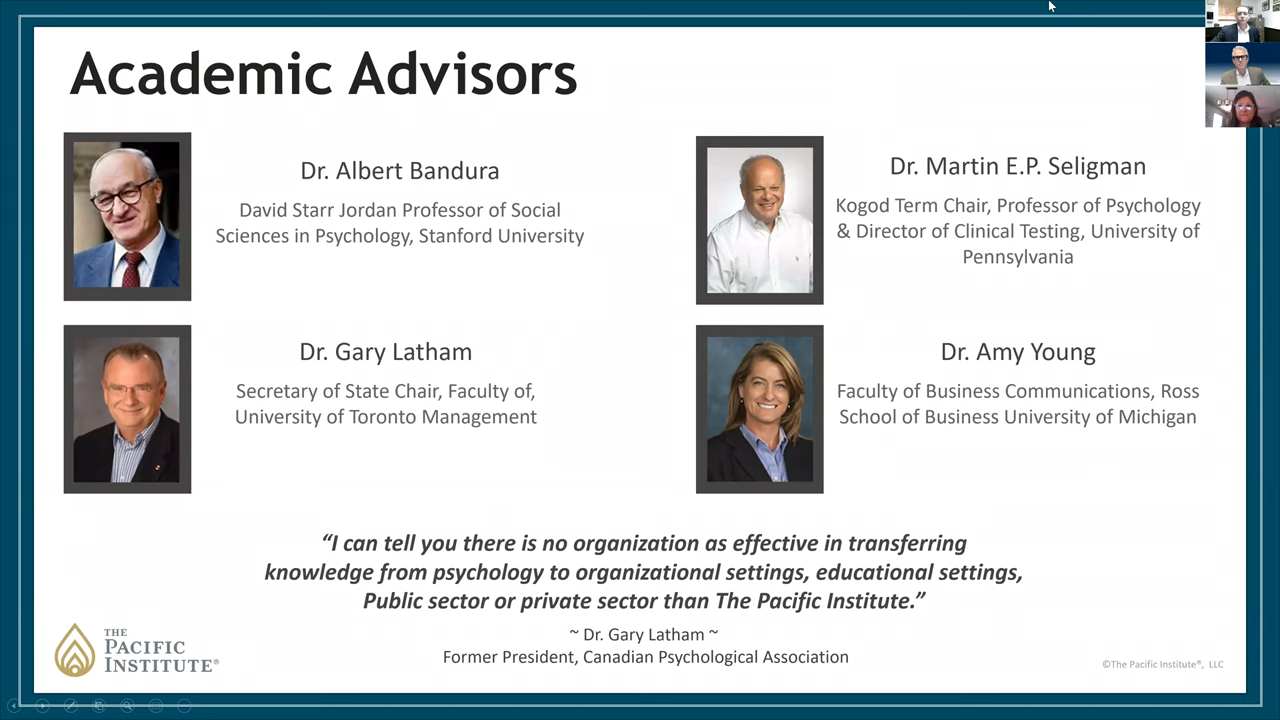 Academic Advisors
Dr. Albert Bandura
David Starr Jordan Professor of Social
Sciences in Psychology, Stanford University
Dr. Martin E.P. Seligman
Kogod Term Chair, Professor of Psychology
& Director of Clinical Testing, University of
Pennsylvania
Dr. Gary Latham
Secretary of State Chair, Faculty of,
University of Toronto Management
Dr. Amy Young
Faculty of Business Communications, Ross
School of Business University of Michigan
“I can tell you there is no organization as effective in transferring
knowledge from psychology to organizational settings, educational settings,
Public sector or private sector than The Pacific Institute.”
~ Dr. Gary Latham ~
Former President, Canadian Psychological Association
THE
PACIFIC
INSTITUTE®
©The Pacific Institute®, LLC